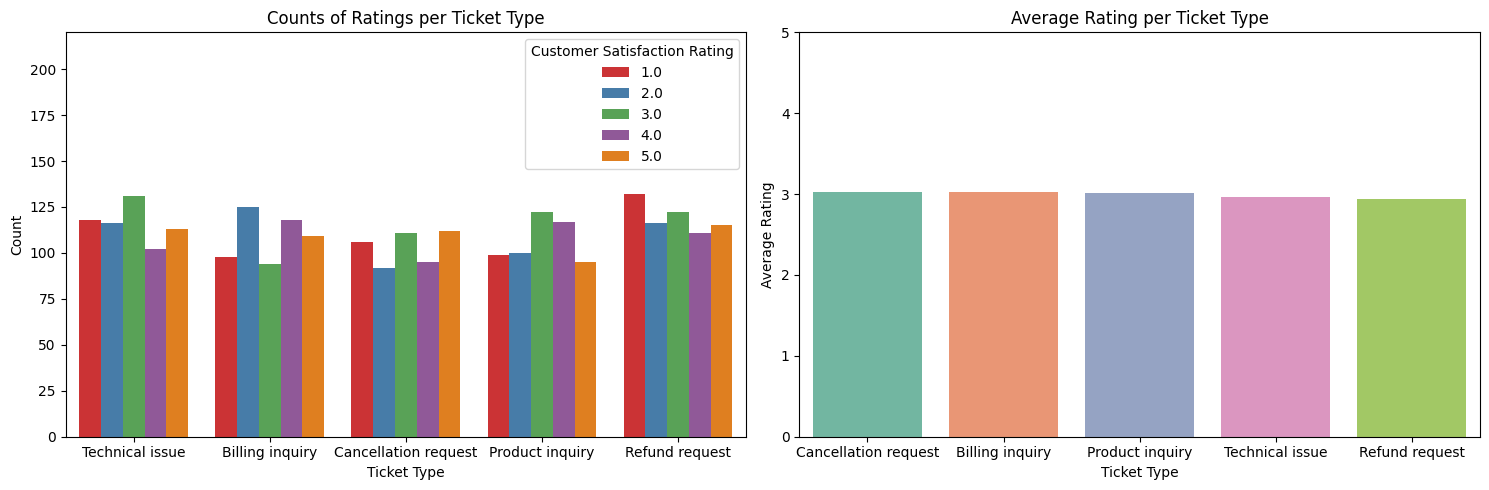 Counts of Ratings per Ticket Type
Customer Satisfaction Rating
1.0
2.0
3.0
4.0
5.0
200
175
150
125
100
75
50
25
0
Count
Technical issue Billing inquiry Cancellation request Product inquiry Refund request
Ticket Type
Average Rating per Ticket Type
5
4
3
2
1
0
Average Rating
Cancellation request Billing inquiry Product inquiry Technical issue Refund request
Ticket Type